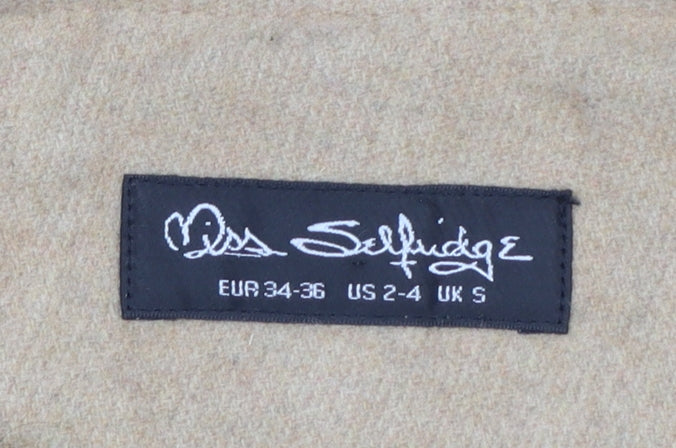 Miss Selfridge
EUR 34-36 US 2-4 UK S